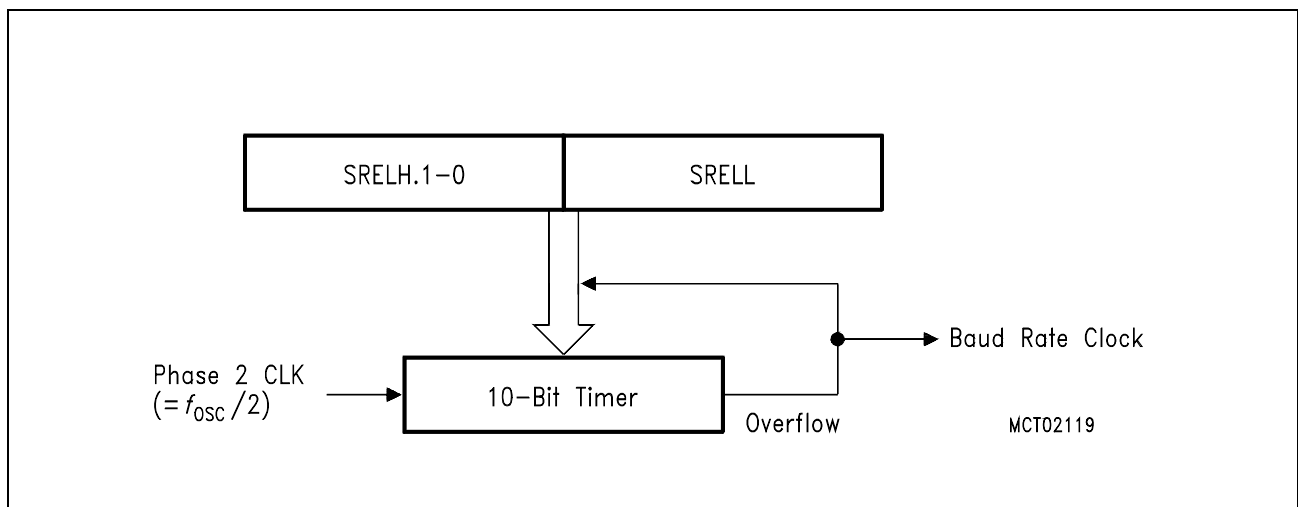 SRELH.1-0
SRELL
Baud Rate Clock
Phase 2 CLK
(= fOSC /2)
10-Bit Timer
Overflow
MCT02119